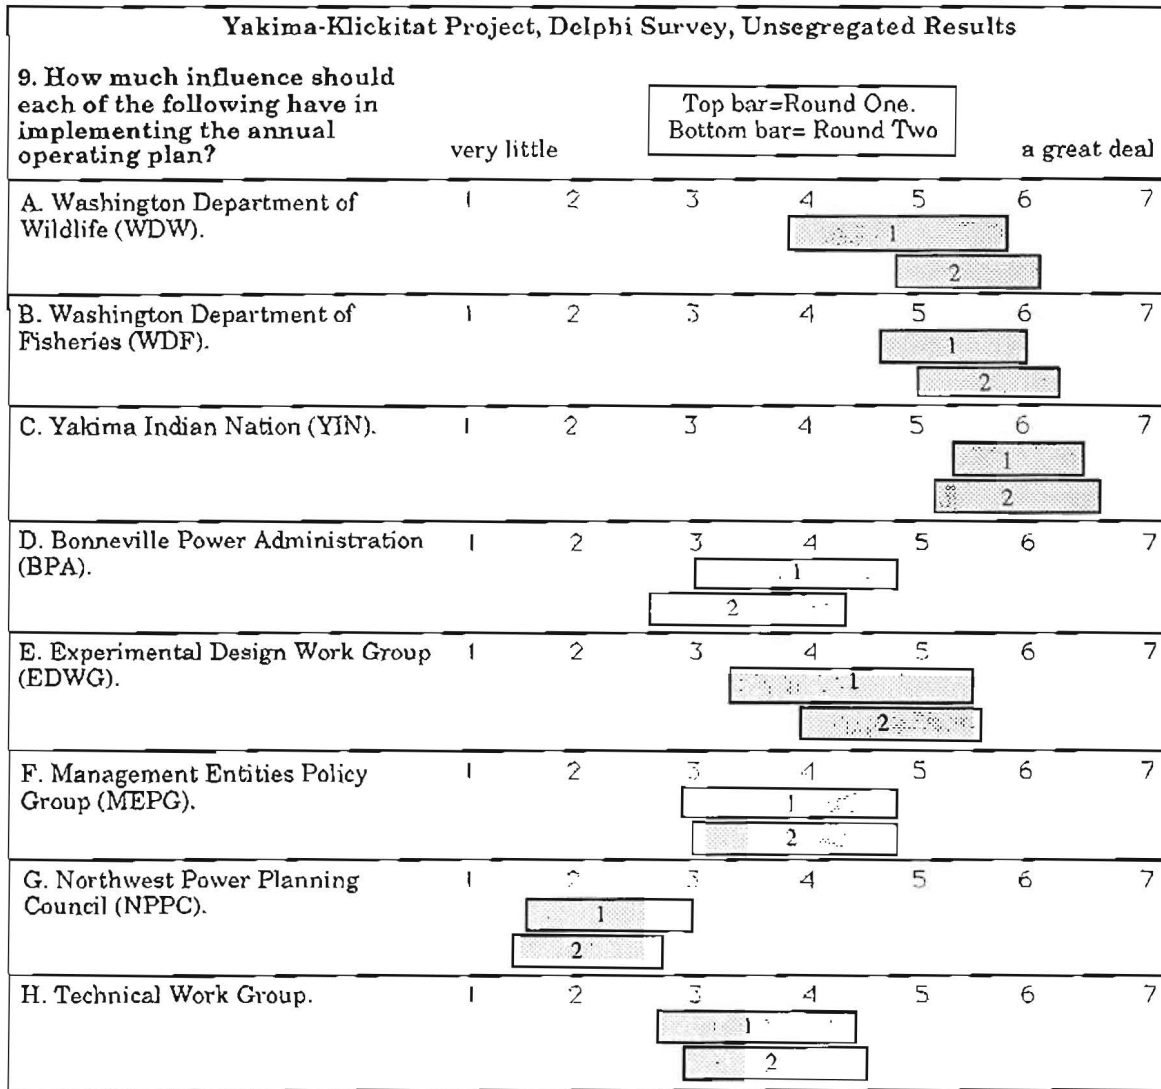 Yakima-Klickitat Project, Delphi Survey, Unsegregated Results
9. How much influence should
each of the following have in
implementing the annual
operating plan?
Top bar=Round One.
Bottom bar= Round Two
very little
a great deal
A. Washington Department of
Wildlife (WDW).
1 2 3 4 5 6 7
1
2
B. Washington Department of
Fisheries (WDF).
1 2 3 4 5 6 7
1
2
C. Yakima Indian Nation (YIN).
1 2 3 4 5 6 7
1
2
D. Bonneville Power Administration
(BPA).
1 2 3 4 5 6 7
1
2
E. Experimental Design Work Group
(EDWG).
1 2 3 4 5 6 7
1
2
F. Management Entities Policy
Group (MEPG).
1 2 3 4 5 6 7
1
2
G. Northwest Power Planning
Council (NPPC).
1 2 3 4 5 6 7
1
2
H. Technical Work Group.
1 2 3 4 5 6 7
1
2